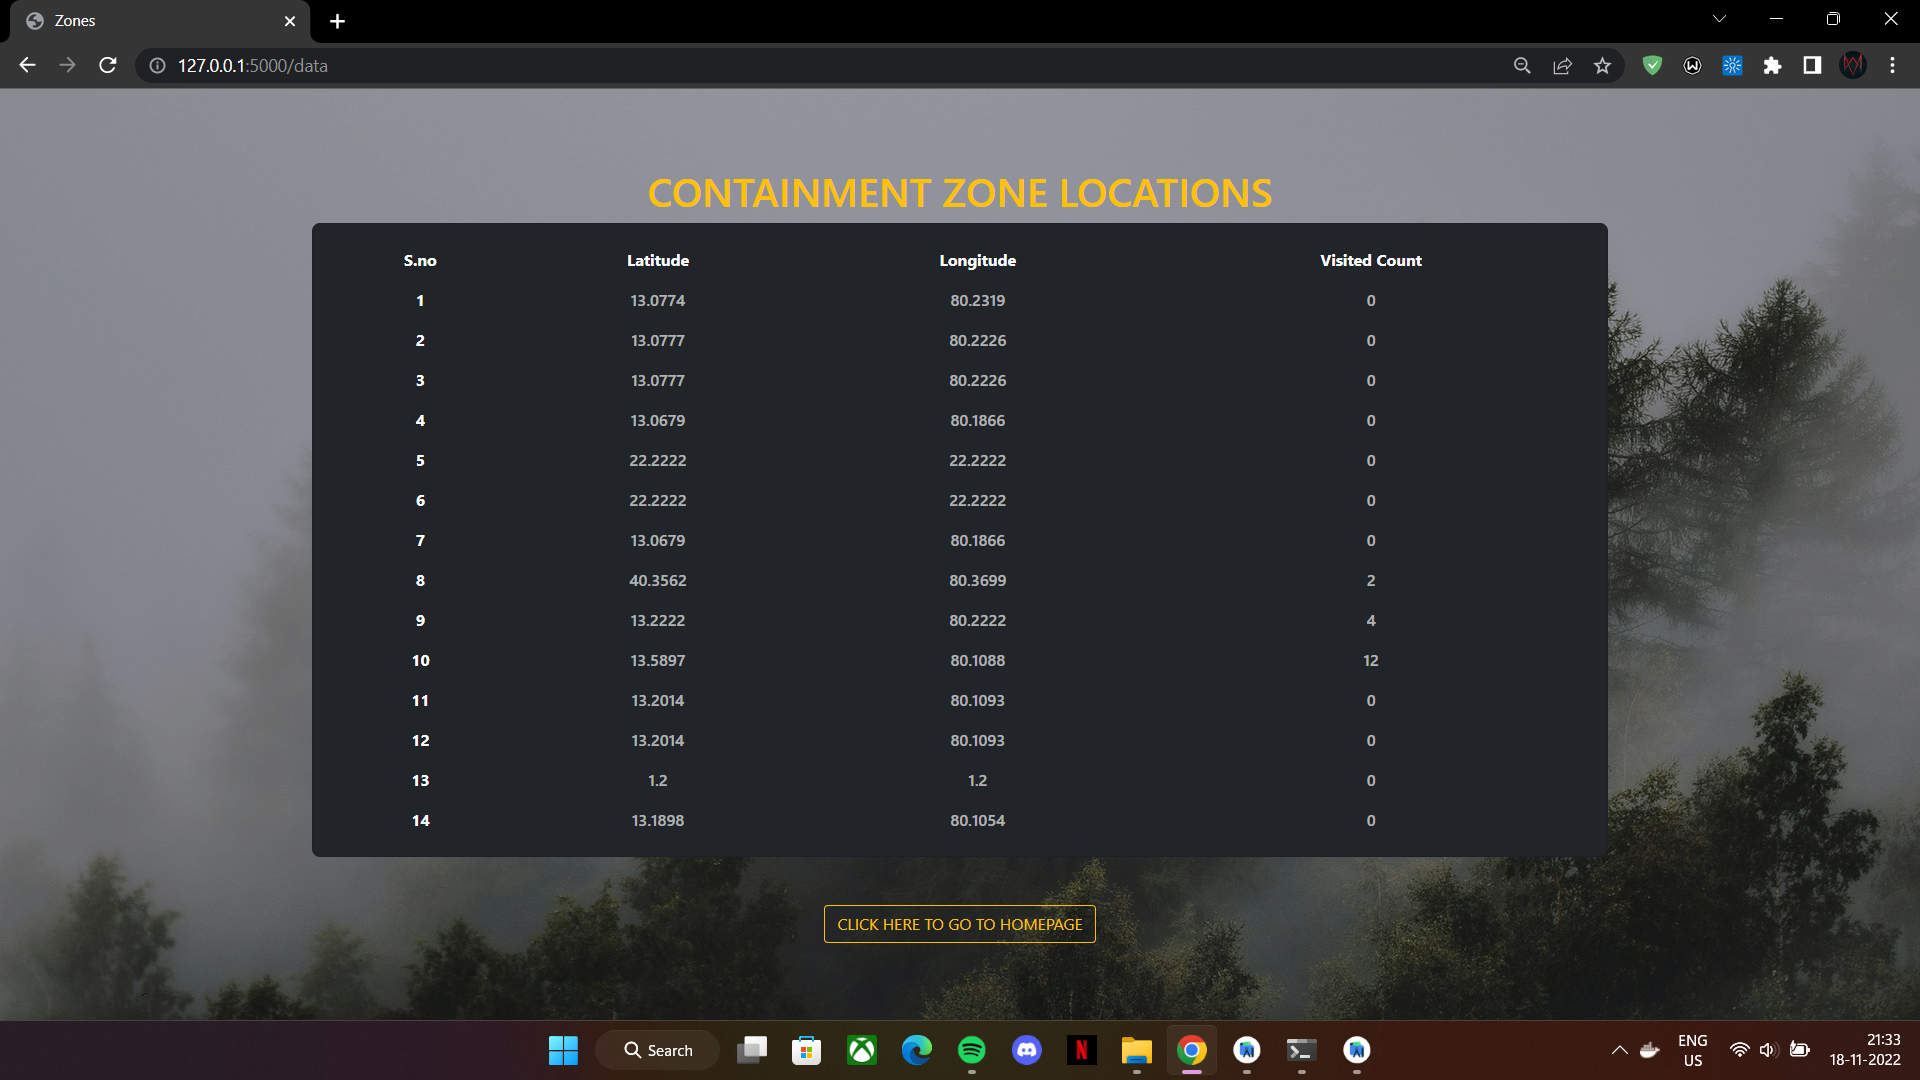 Zones
127.0.0.1:5000/data
CONTAINMENT ZONE LOCATIONS
S.no Latitude Longitude Visited Count
1 13.0774 80.2319 0
2 13.0777 80.2226 0
3 13.0777 80.2226 0
4 13.0679 80.1866 0
5 22.2222 22.2222 0
6 22.2222 22.2222 0
7 13.0679 80.1866 0
8 40.3562 80.3699 2
9 13.2222 80.2222 4
10 13.5897 80.1088 12
11 13.2014 80.1093 0
12 13.2014 80.1093 0
13 1.2 1.2 0
14 13.1898 80.1054 0
CLICK HERE TO GO TO HOMEPAGE
Search
ENG
US
21:33
18-11-2022